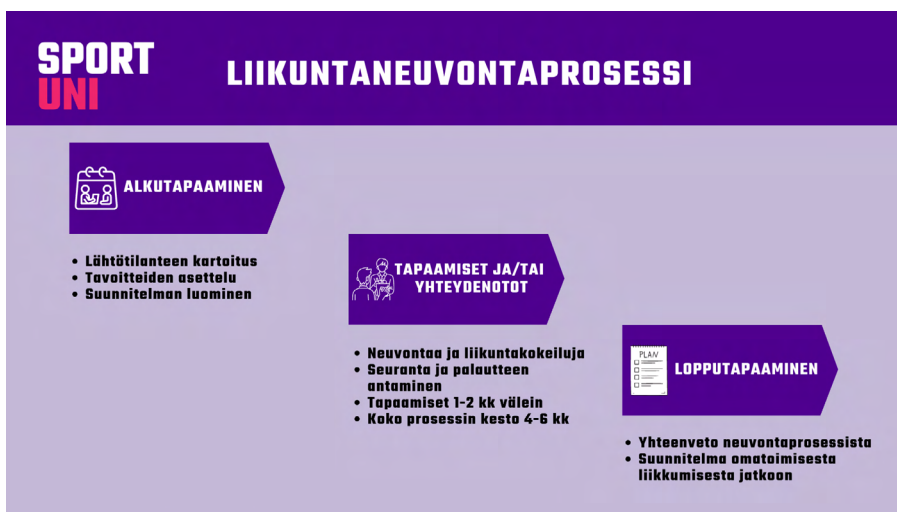 SPORT
UNI
LIIKUNTANEUVONTAPROSESSI
ALKUTAPAAMINEN
• Lähtötilanteen kartoitus
• Tavoitteiden asettelu
• Suunnitelman luominen
TAPAAMISET JA/TAI
YHTEYDENOTOT
• Neuvontaa ja liikuntakokeiluja
• Seuranta ja palautteen
antaminen
• Tapaamiset 1-2 kk välein
• Koko prosessin kesto 4-6 kk
PLAN
LOPPUTAPAAMINEN
• Yhteenveto neuvontaprosessista
• Suunnitelma omatoimisesta
liikkumisesta jatkoon